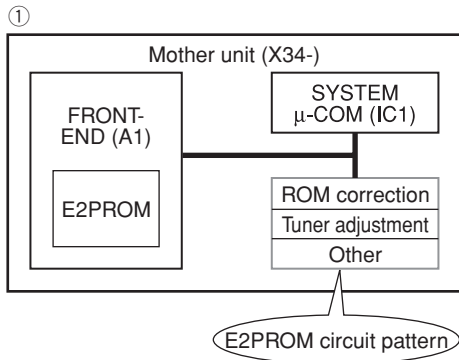 ①
Mother unit (X34-)
FRONT-
END (A1)
E2PROM
SYSTEM
μ-COM (IC1)
ROM correction
Tuner adjustment
Other
E2PROM circuit pattern